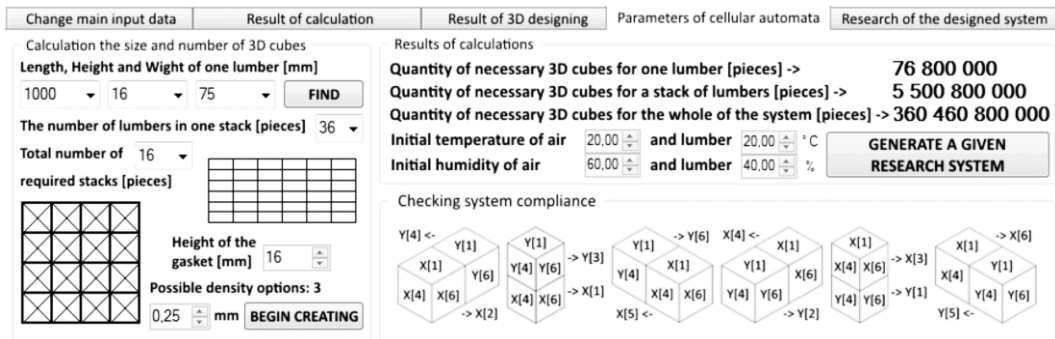 Change main input data
Result of calculation
Result of 3D designing
Parameters of cellular automata
Research of the designed system
Calculation the size and number of 3D cubes
Length, Height and Wight of one lumber [mm]
1000 16 75 FIND
The number of lumbers in one stack [pieces] 36
Total number of 16
required stacks [pieces]
Height of the
gasket [mm] 16
Possible density options: 3
0,25 mm BEGIN CREATING
Results of calculations
Quantity of necessary 3D cubes for one lumber [pieces] -> 76 800 000
Quantity of necessary 3D cubes for a stack of lumbers [pieces] -> 5 500 800 000
Quantity of necessary 3D cubes for the whole of the system [pieces] -> 360 460 800 000
Initial temperature of air 20,00 and lumber 20,00 °C
Initial humidity of air 60,00 and lumber 40,00 %
GENERATE A GIVEN
RESEARCH SYSTEM
Checking system compliance
Y[4] <- Y[1] X[1] Y[6] X[4] X[6] -> X[2]
Y[1] Y[4] Y[6] -> Y[3] X[4] X[6] -> X[1]
Y[1] -> Y[6] X[1] Y[4] X[4] X[6] X[5] <-
X[4] <- X[1] Y[1] X[6] Y[4] Y[6] -> Y[2]
X[1] X[4] X[6] -> X[3] Y[4] Y[6] -> Y[1]
X[1] -> X[6] Y[1] X[4] Y[4] Y[6] Y[5] <-